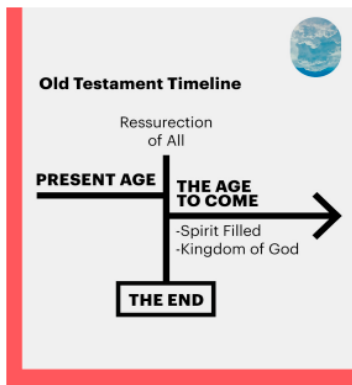 Old Testament Timeline
Ressurection
of All
PRESENT AGE
THE AGE
TO COME
-Spirit Filled
-Kingdom of God
THE END